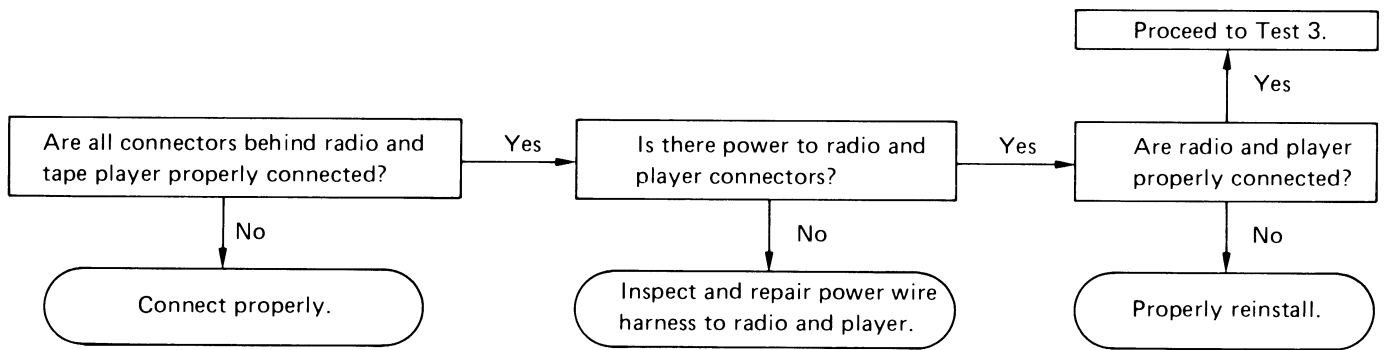 Proceed to Test 3.
Yes
Are all connectors behind radio and
tape player properly connected?
Yes
Is there power to radio and
player connectors?
Yes
Are radio and player
properly connected?
No
No
No
Connect properly.
Inspect and repair power wire
harness to radio and player.
Properly reinstall.